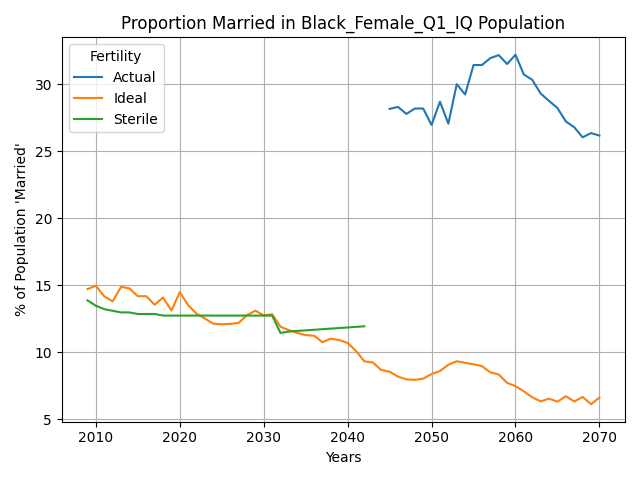 Proportion Married in Black_Female_Q1_IQ Population
% of Population 'Married'
30
25
20
15
10
5
Fertility
Actual
Ideal
Sterile
2010 2020 2030 2040 2050 2060 2070
Years